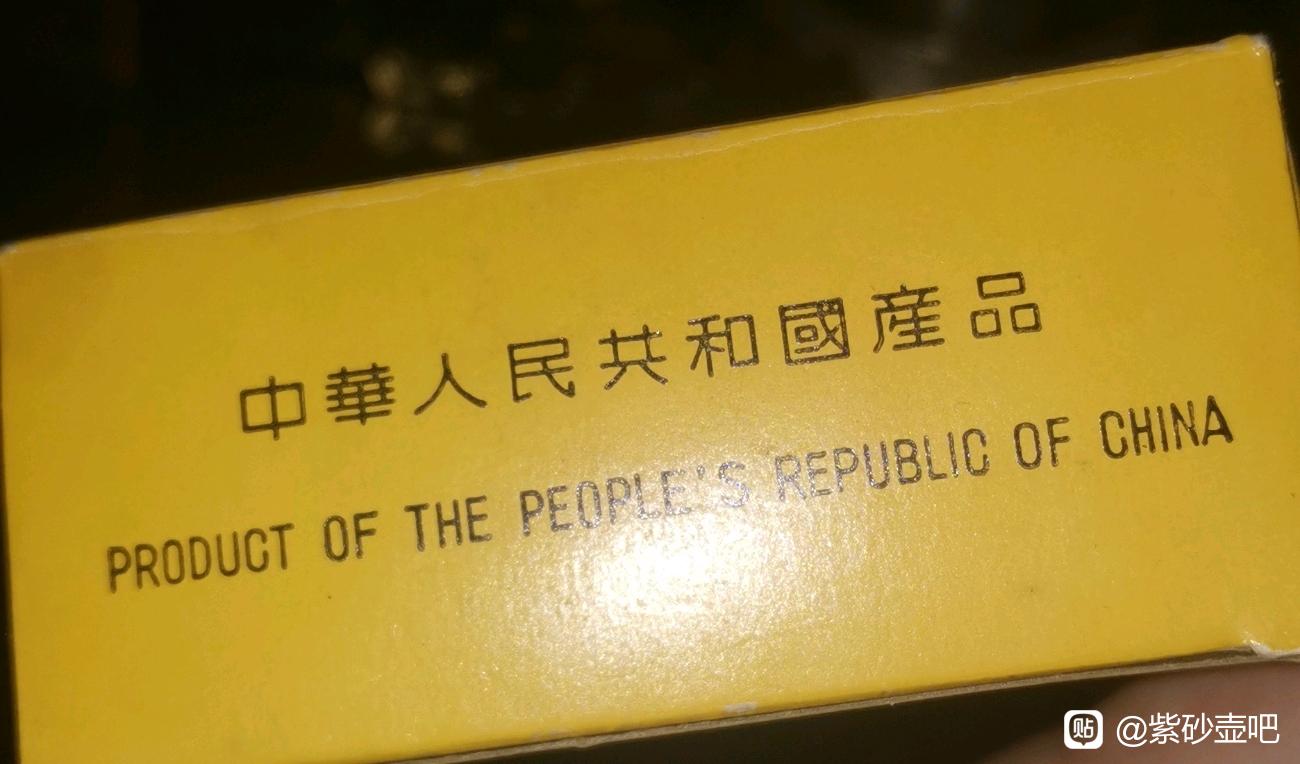 中華人民共和國産品
PRODUCT OF THE PEOPLE'S REPUBLIC OF CHINA
贴 @紫砂壶吧